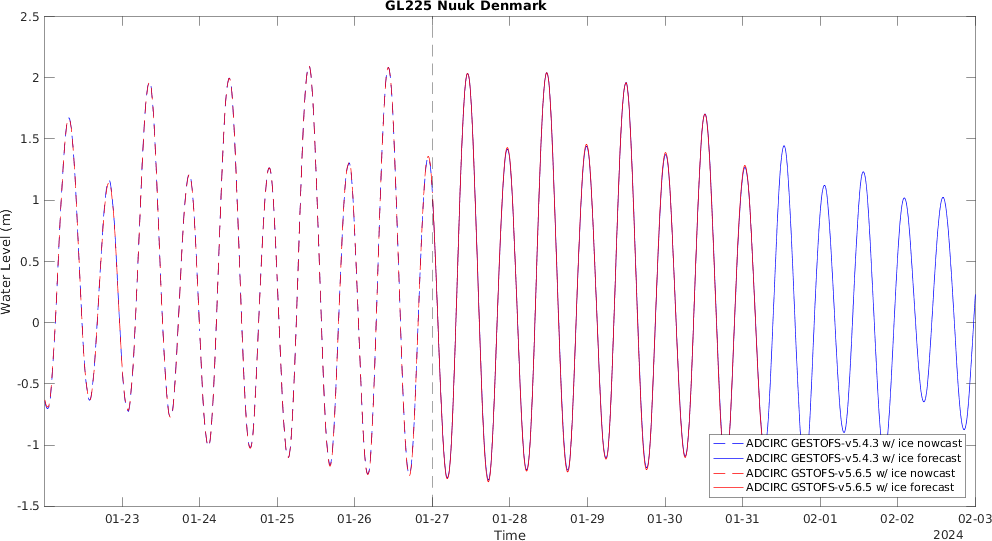 GL225 Nuuk Denmark
2.5
2
1.5
1
0.5
0
-0.5
-1
-1.5
Water Level (m)
ADCIRC GESTOFS-v5.4.3 w/ ice nowcast
ADCIRC GESTOFS-v5.4.3 w/ ice forecast
ADCIRC GSTOFS-v5.6.5 w/ ice nowcast
ADCIRC GSTOFS-v5.6.5 w/ ice forecast
01-23 01-24 01-25 01-26 01-27 01-28 01-29 01-30 01-31 02-01 02-02 02-03
Time
2024